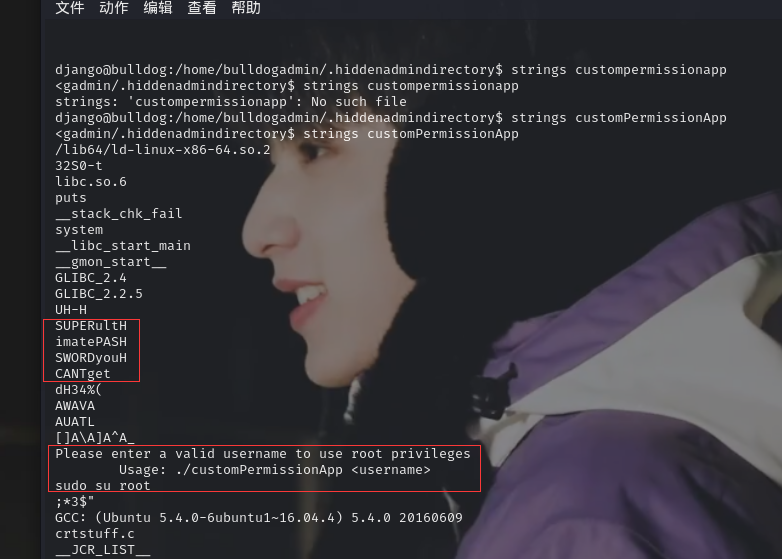 文件 动作 编辑 查看 帮助
django@bulldog:/home/bulldogadmin/.hiddenadmindirectory$ strings custompermissionapp
<gadmin/.hiddenadmindirectory$ strings custompermissionapp
strings: 'custompermissionapp': No such file
django@bulldog:/home/bulldogadmin/.hiddenadmindirectory$ strings customPermissionApp
<gadmin/.hiddenadmindirectory$ strings customPermissionApp
/lib64/ld-linux-x86-64.so.2
32S0-t
libc.so.6
puts
__stack_chk_fail
system
__libc_start_main
__gmon_start__
GLIBC_2.4
GLIBC_2.2.5
UH-H
SUPERultH
imatePASH
SWORDyouH
CANTget
dH34%(
AWAVA
AUATL
[]A\A]A^A_
Please enter a valid username to use root privileges
Usage: ./customPermissionApp <username>
sudo su root
;*3$"
GCC: (Ubuntu 5.4.0-6ubuntu1~16.04.4) 5.4.0 20160609
crtstuff.c
__JCR_LIST__